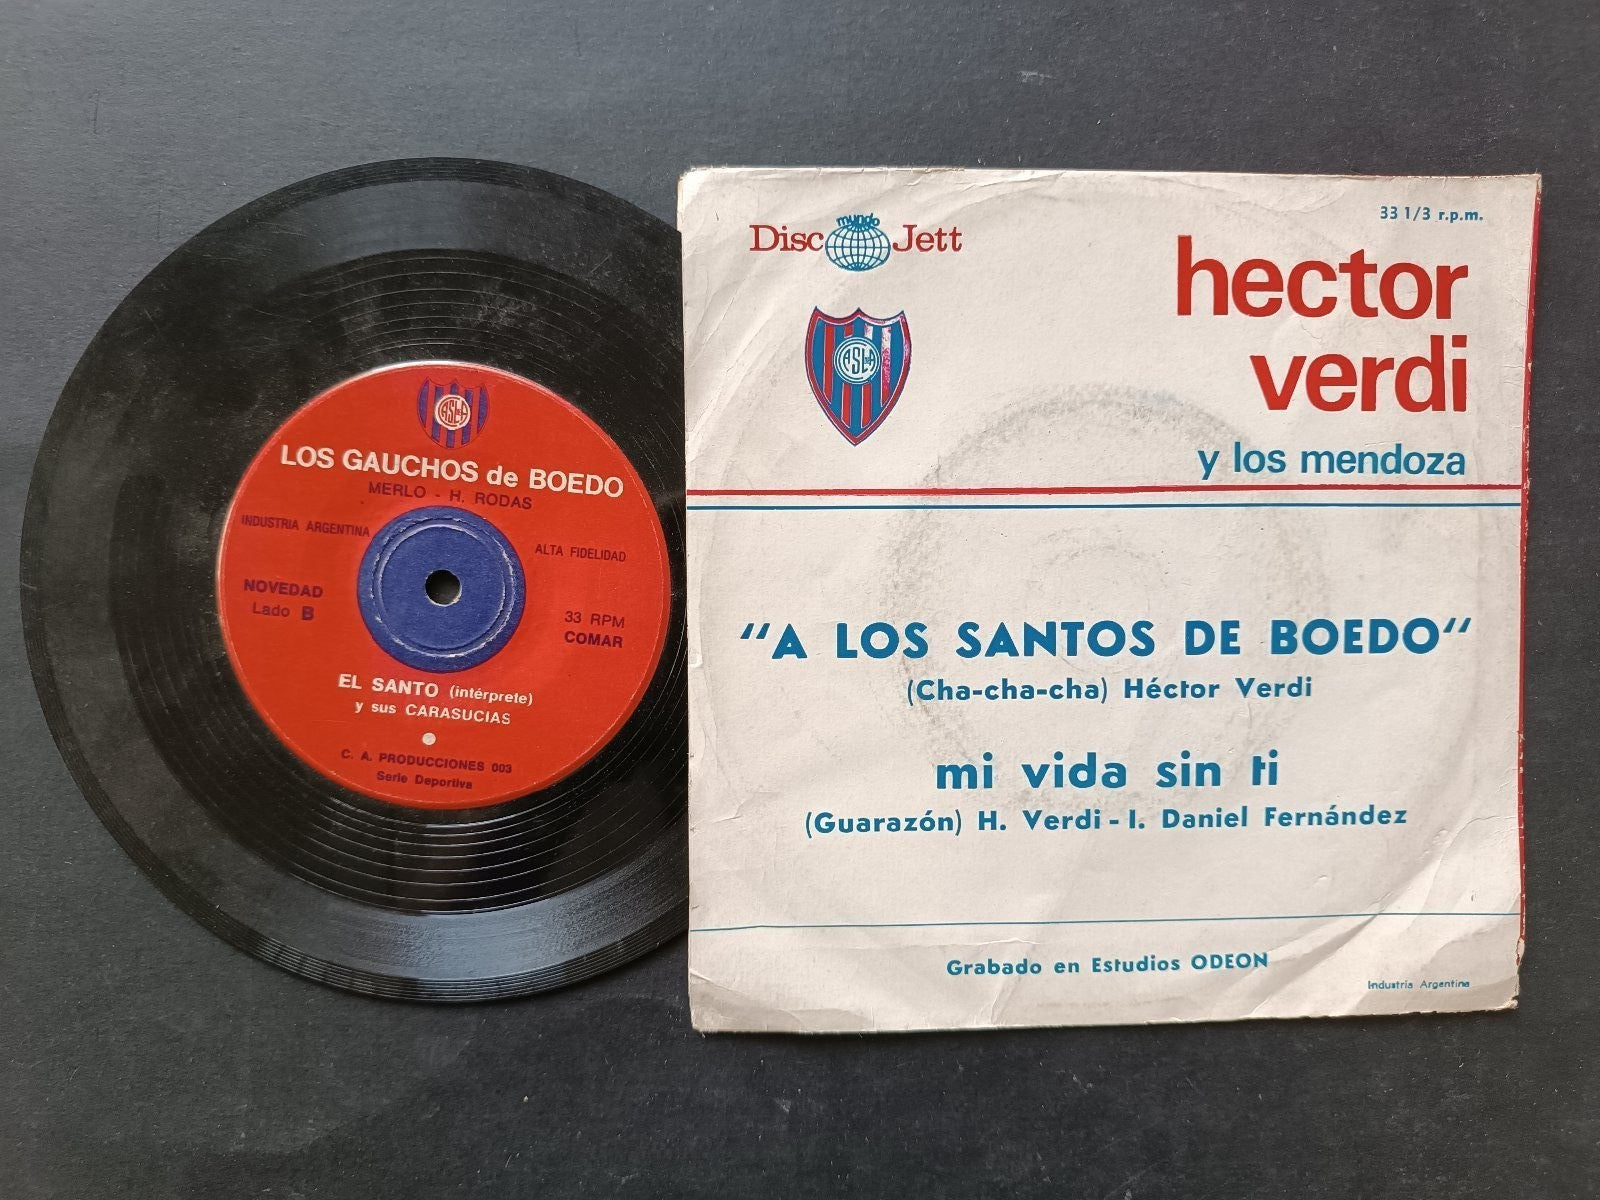 CASLA
LOS GAUCHOS de BOEDO
MERLO - H. RODAS
INDUSTRIA ARGENTINA
ALTA FIDELIDAD
NOVEDAD
Lado B
33 RPM
COMAR
EL SANTO (intérprete)
y sus CARASUCIAS
C. A. PRODUCCIONES 003
Serie Deportiva
33 1/3 r.p.m.
mundo
Disc Jett
CASLA
hector
verdi
y los mendoza
"A LOS SANTOS DE BOEDO"
(Cha-cha-cha) Héctor Verdi
mi vida sin ti
(Guarazón) H. Verdi - I. Daniel Fernández
Grabado en Estudios ODEON
Industria Argentina